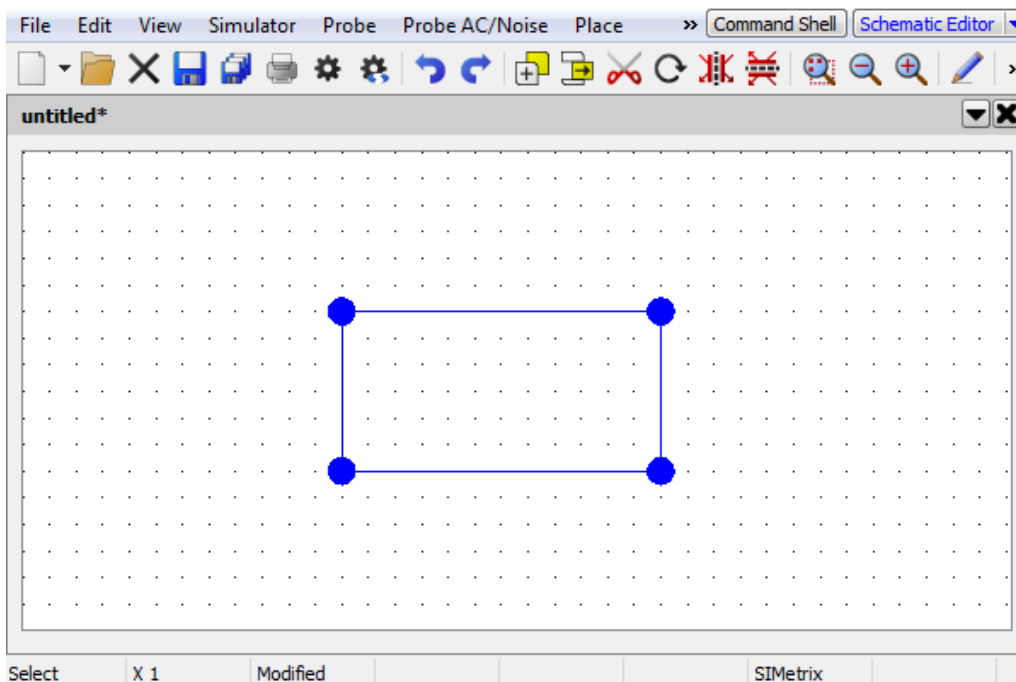 File Edit View Simulator Probe Probe AC/Noise Place » Command Shell Schematic Editor
untitled*
Select X 1 Modified SIMetrix